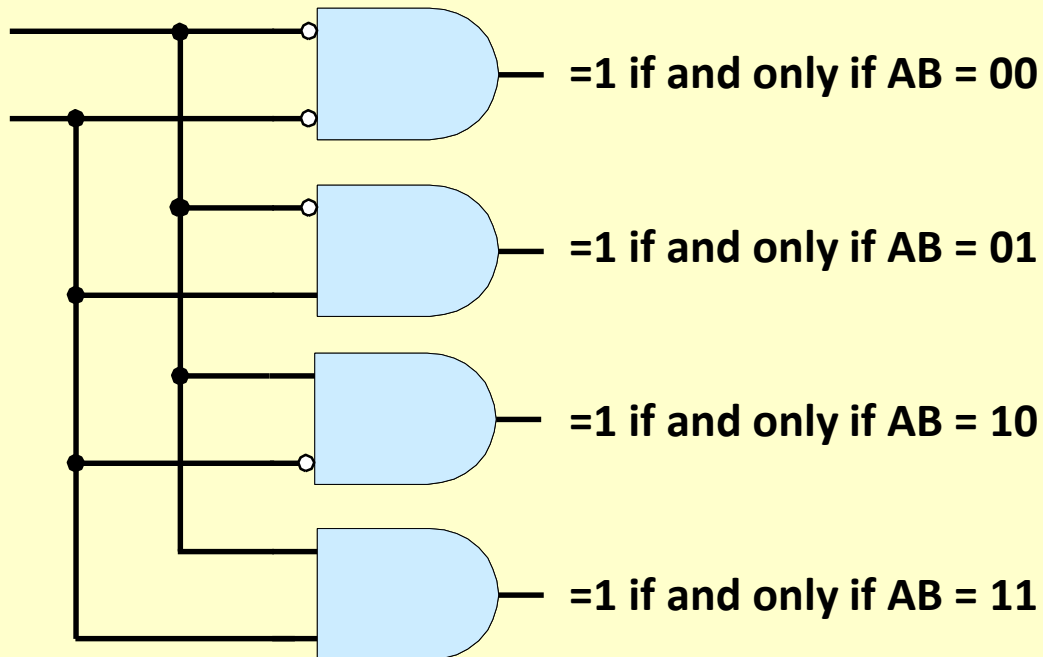 =1 if and only if AB = 00
=1 if and only if AB = 01
=1 if and only if AB = 10
=1 if and only if AB = 11